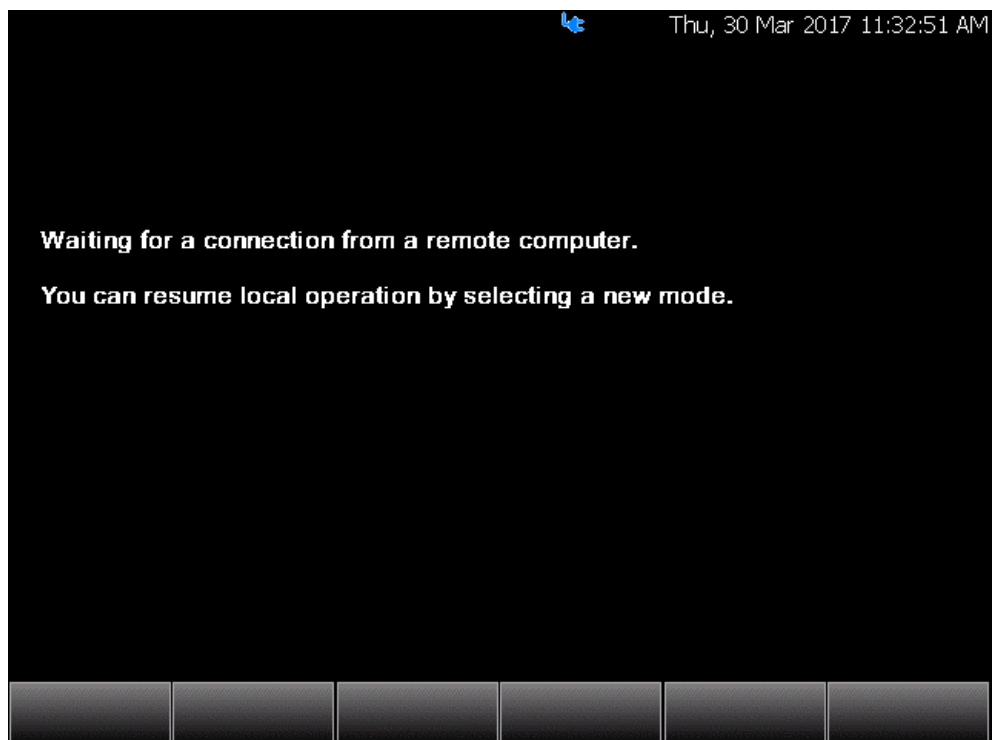 Thu, 30 Mar 2017 11:32:51 AM
Waiting for a connection from a remote computer.
You can resume local operation by selecting a new mode.